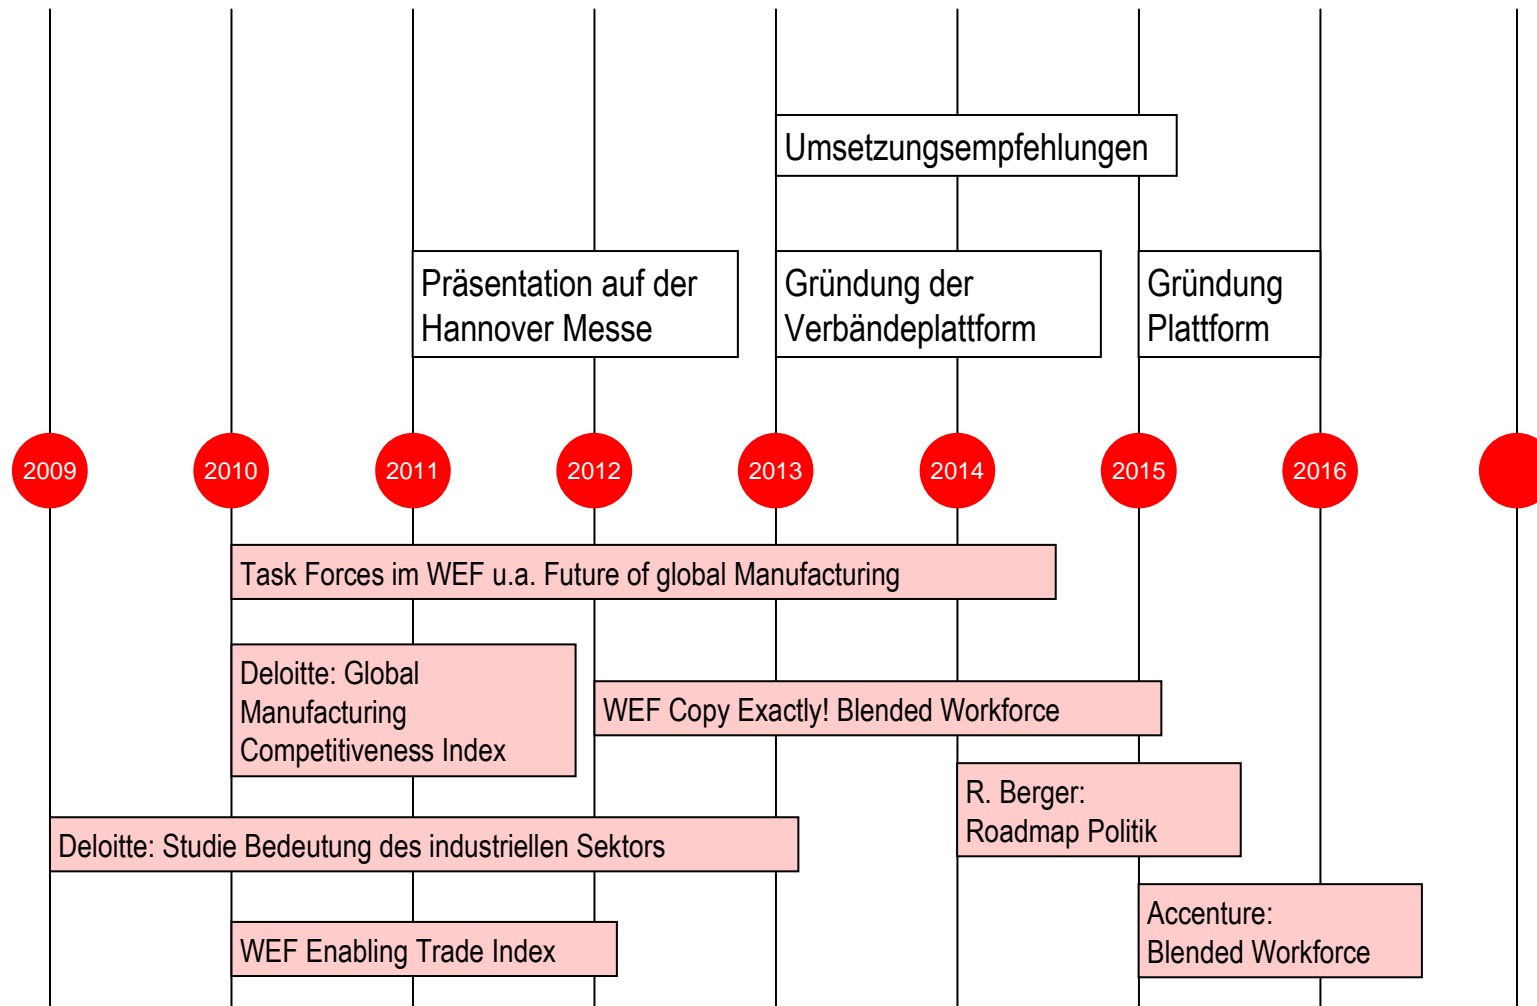 Umsetzungsempfehlungen
Präsentation auf der
Hannover Messe
Gründung der
Verbändeplattform
Gründung
Plattform
2009
2010
2011
2012
2013
2014
2015
2016
Task Forces im WEF u.a. Future of global Manufacturing
Deloitte: Global
Manufacturing
Competitiveness Index
WEF Copy Exactly! Blended Workforce
R. Berger:
Roadmap Politik
Deloitte: Studie Bedeutung des industriellen Sektors
Accenture:
Blended Workforce
WEF Enabling Trade Index